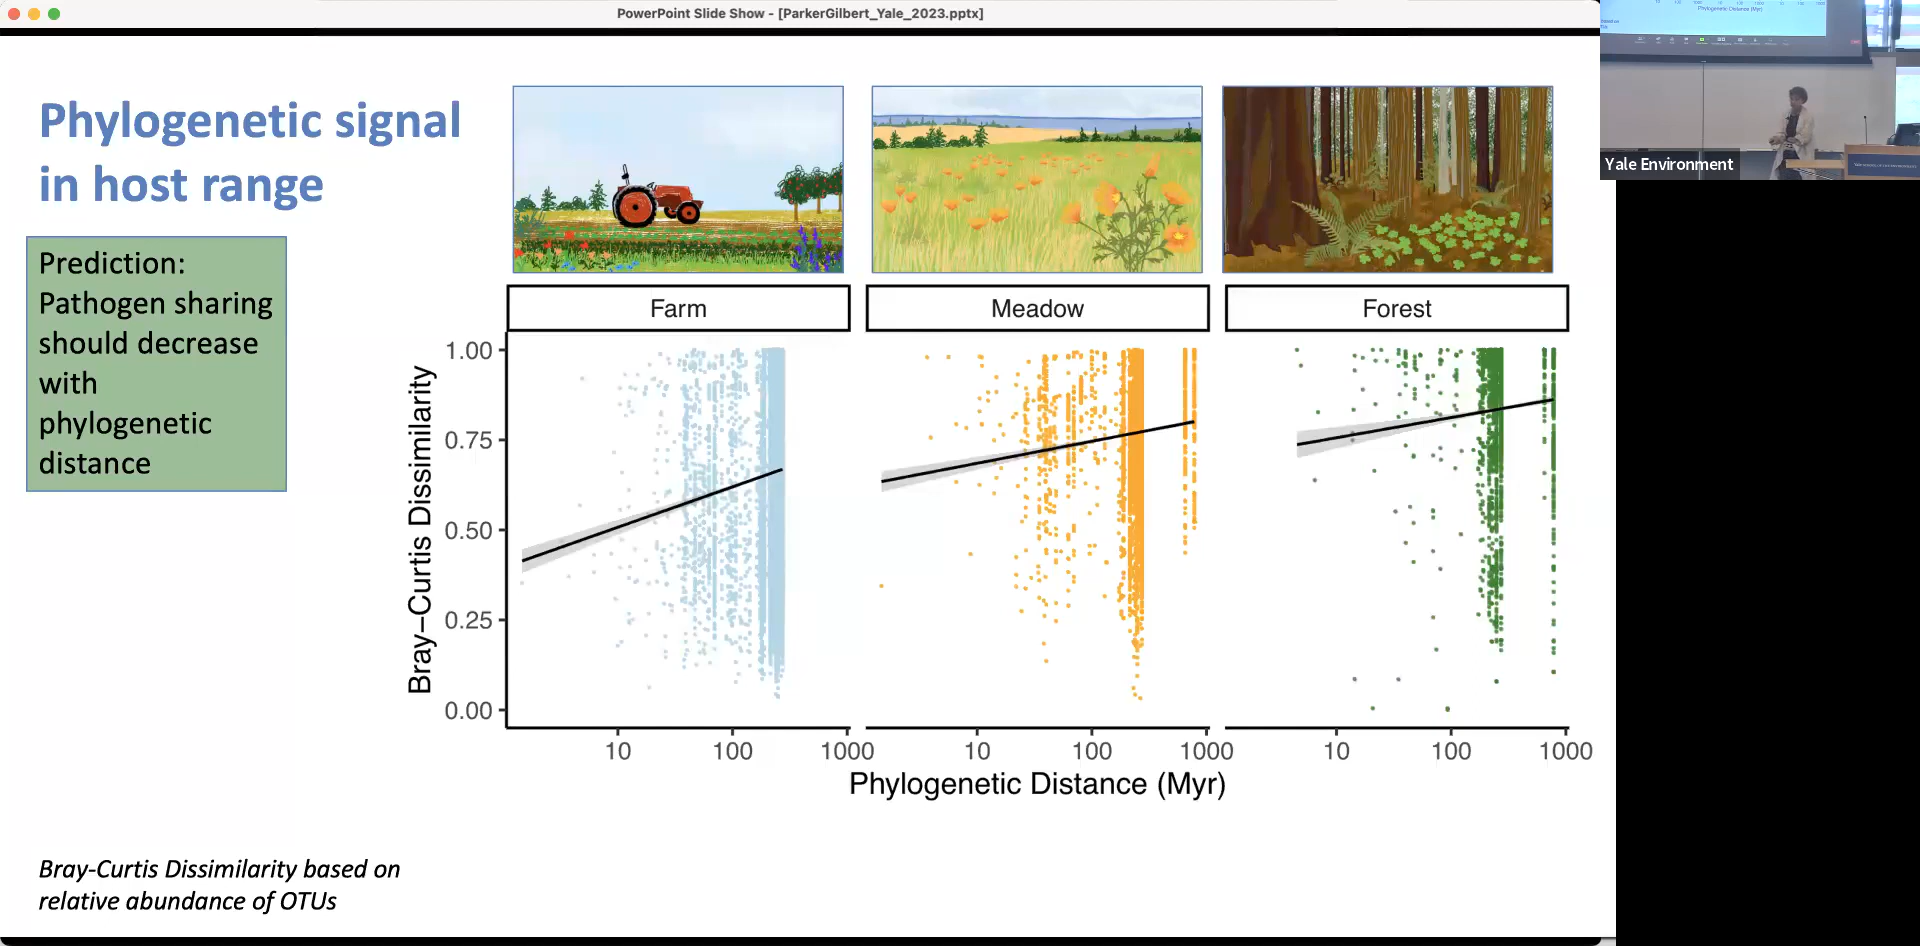 PowerPoint Slide Show - [ParkerGilbert_Yale_2023.pptx]
Phylogenetic signal
in host range
Prediction:
Pathogen sharing
should decrease
with
phylogenetic
distance
Farm
Meadow
Forest
Bray–Curtis Dissimilarity
1.00
0.75
0.50
0.25
0.00
10 100 1000
10 100 1000
10 100 1000
Phylogenetic Distance (Myr)
Bray-Curtis Dissimilarity based on
relative abundance of OTUs
Phylogenetic Distance (Myr)
Yale Environment